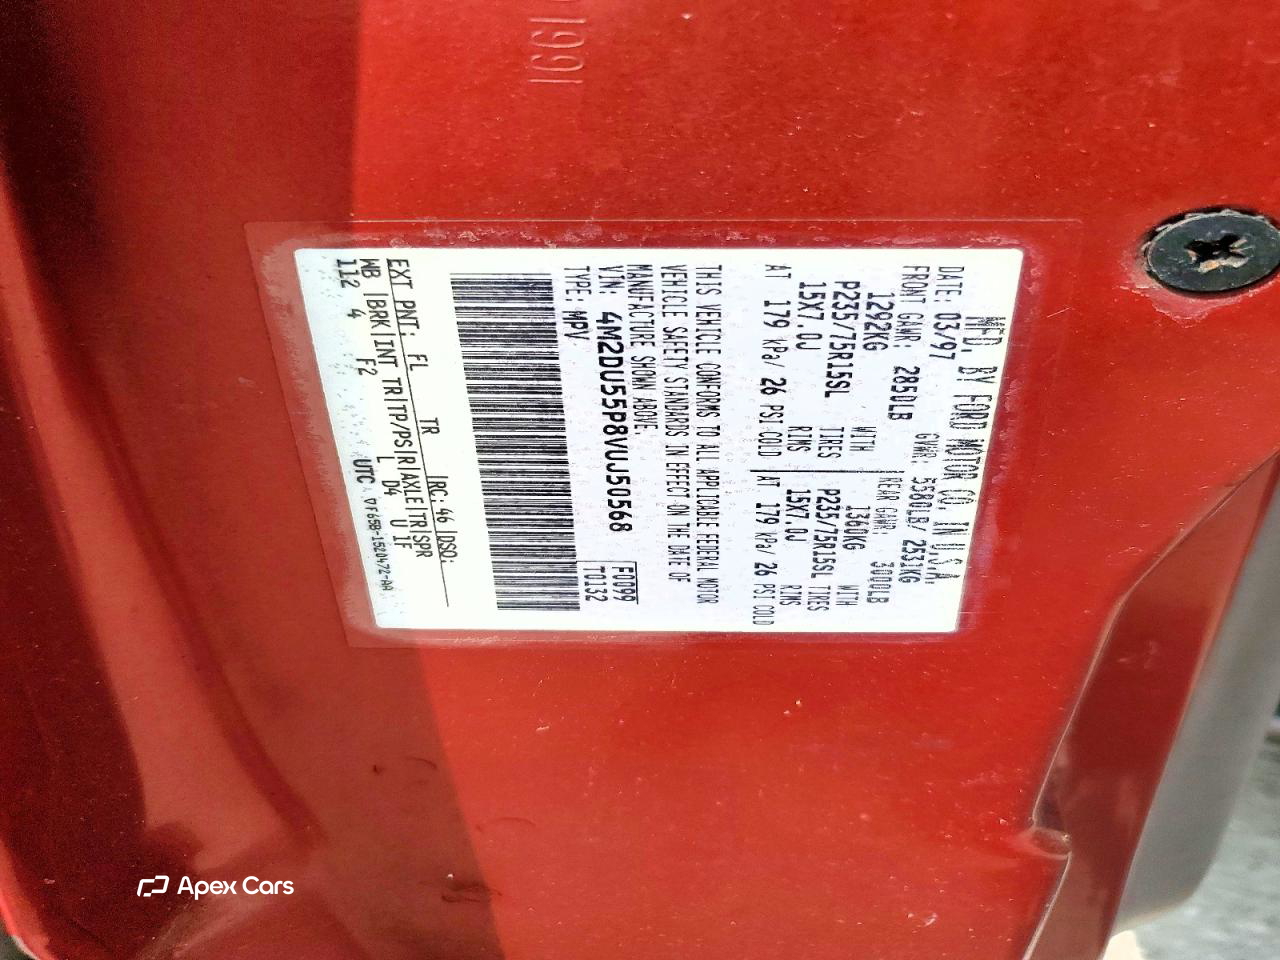 1661
MFD. BY FORD MOTOR CO. IN U.S.A.
DATE: 03/97 GVWR: 5580LB/ 2531KG
FRONT GAWR: 2850LB REAR GAWR: 3000LB
1292KG WITH 1360KG WITH
P235/75R15SL TIRES P235/75R15SL TIRES
15X7.0J RIMS 15X7.0J RIMS
AT 179 kPa/ 26 PSI COLD AT 179 kPa/ 26 PSI COLD
THIS VEHICLE CONFORMS TO ALL APPLICABLE FEDERAL MOTOR
VEHICLE SAFETY STANDARDS IN EFFECT ON THE DATE OF
MANUFACTURE SHOWN ABOVE.
VIN: 4M2DU55P8VUJ50568 F0099
TYPE: MPV T0132
EXT PNT: FL RC: 46 DSO:
WB BRK INT TR TP/PS R AXLE TR SPR
112 4 F2 L D4 U IF
UTC F65B-1520472-AA
Apex Cars